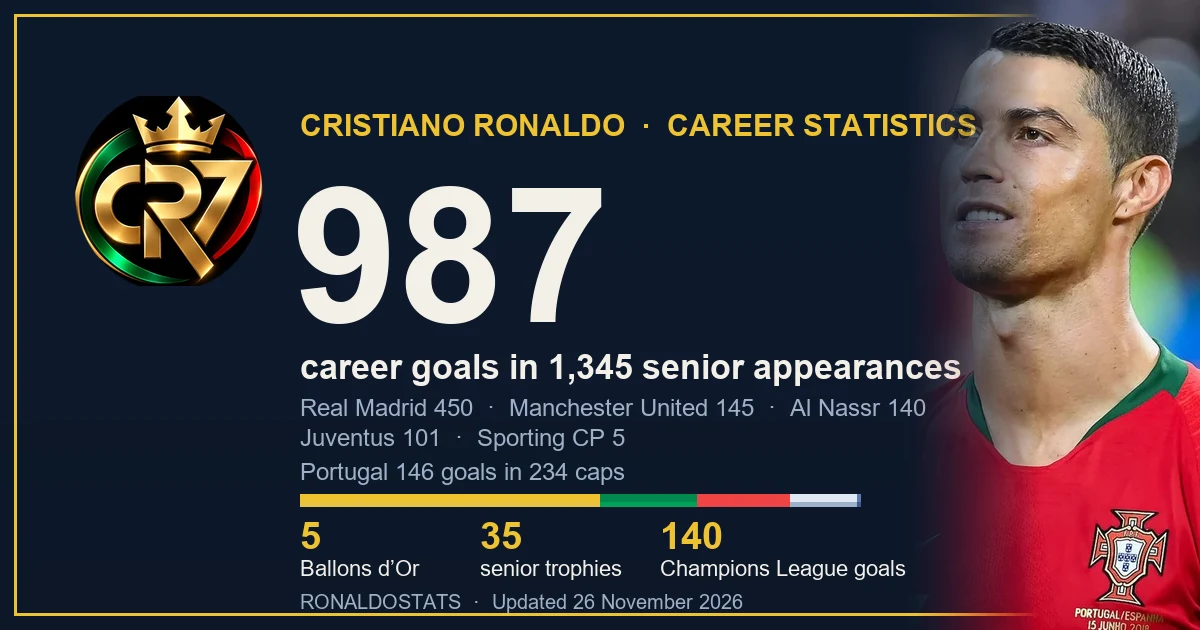 CR7
CRISTIANO RONALDO · CAREER STATISTICS
987
career goals in 1,345 senior appearances
Real Madrid 450 · Manchester United 145 · Al Nassr 140
Juventus 101 · Sporting CP 5
Portugal 146 goals in 234 caps
5 35 140
Ballons d’Or senior trophies Champions League goals
RONALDOSTATS · Updated 26 November 2026
PORTUGAL/ESPANHA
15 JUNHO 2018